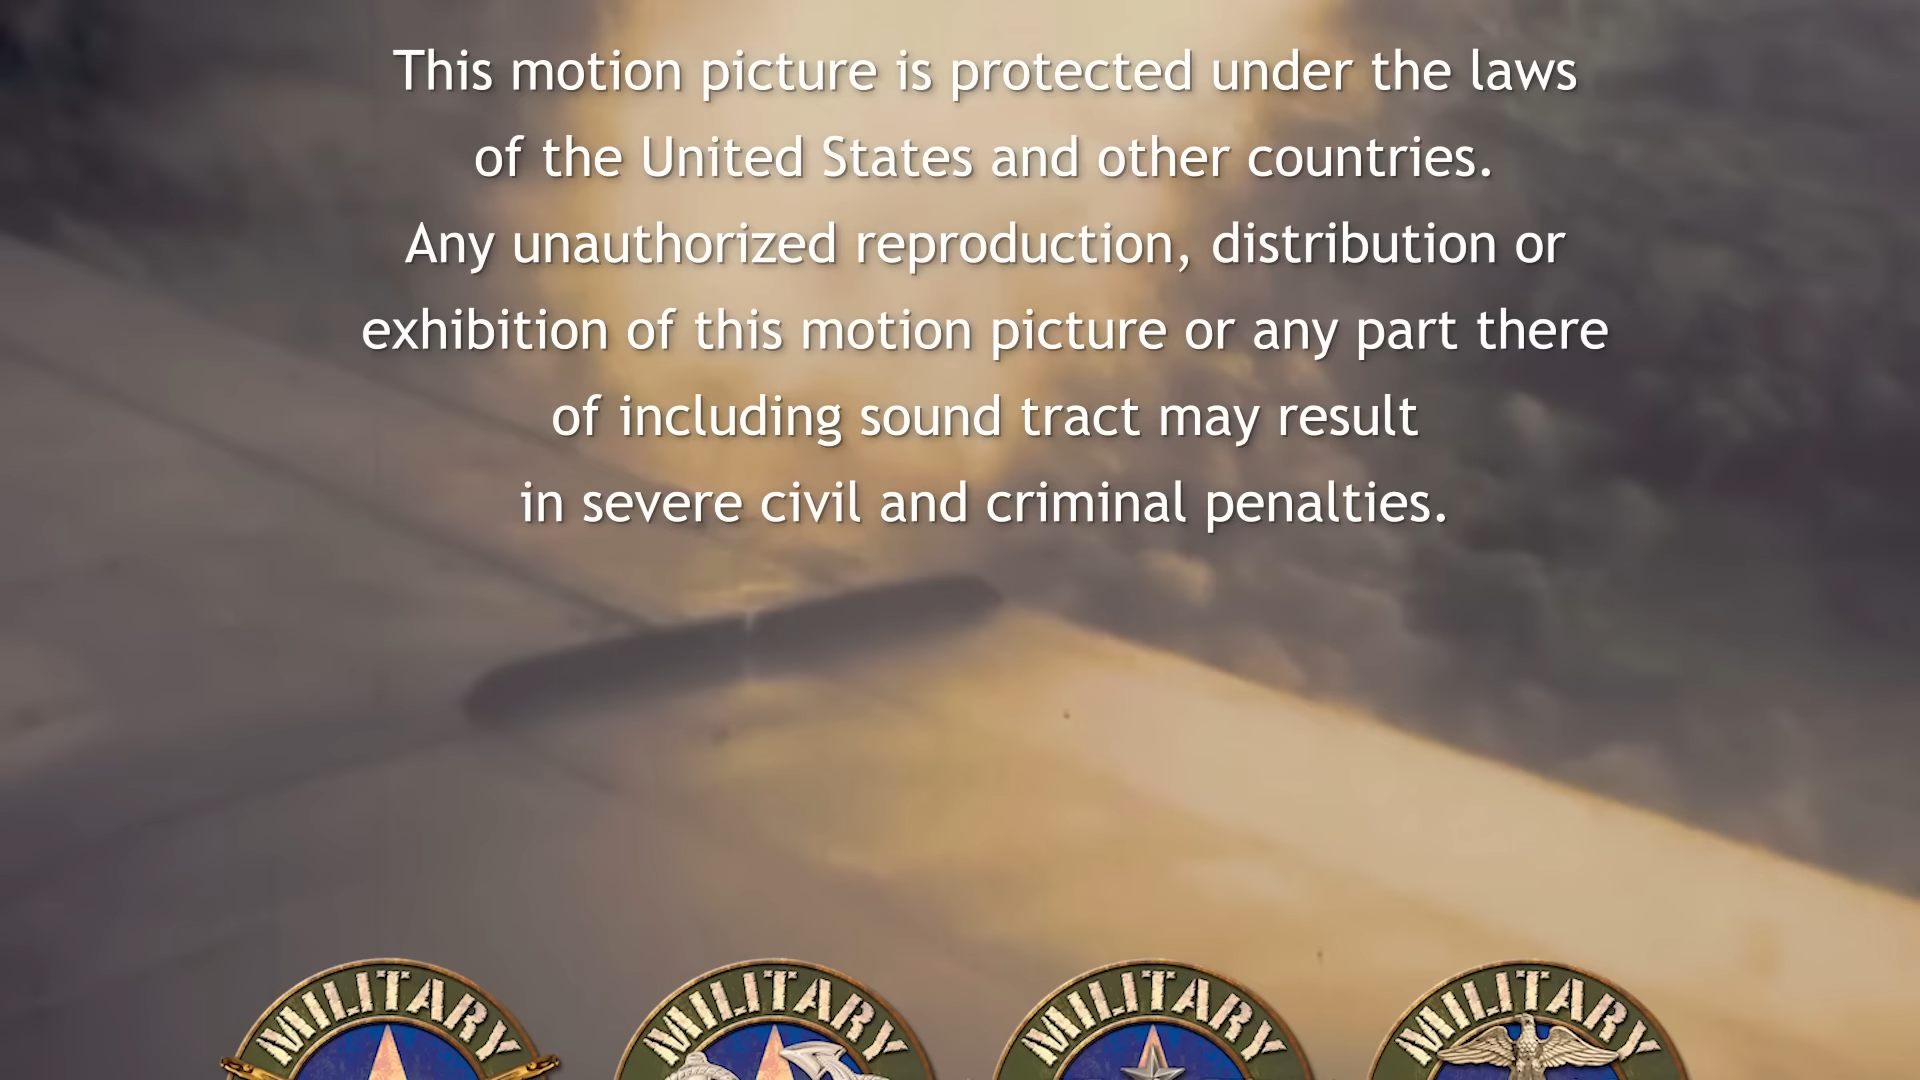 This motion picture is protected under the laws
of the United States and other countries.
Any unauthorized reproduction, distribution or
exhibition of this motion picture or any part there
of including sound tract may result
in severe civil and criminal penalties.
MILITARY MILITARY MILITARY MILITARY